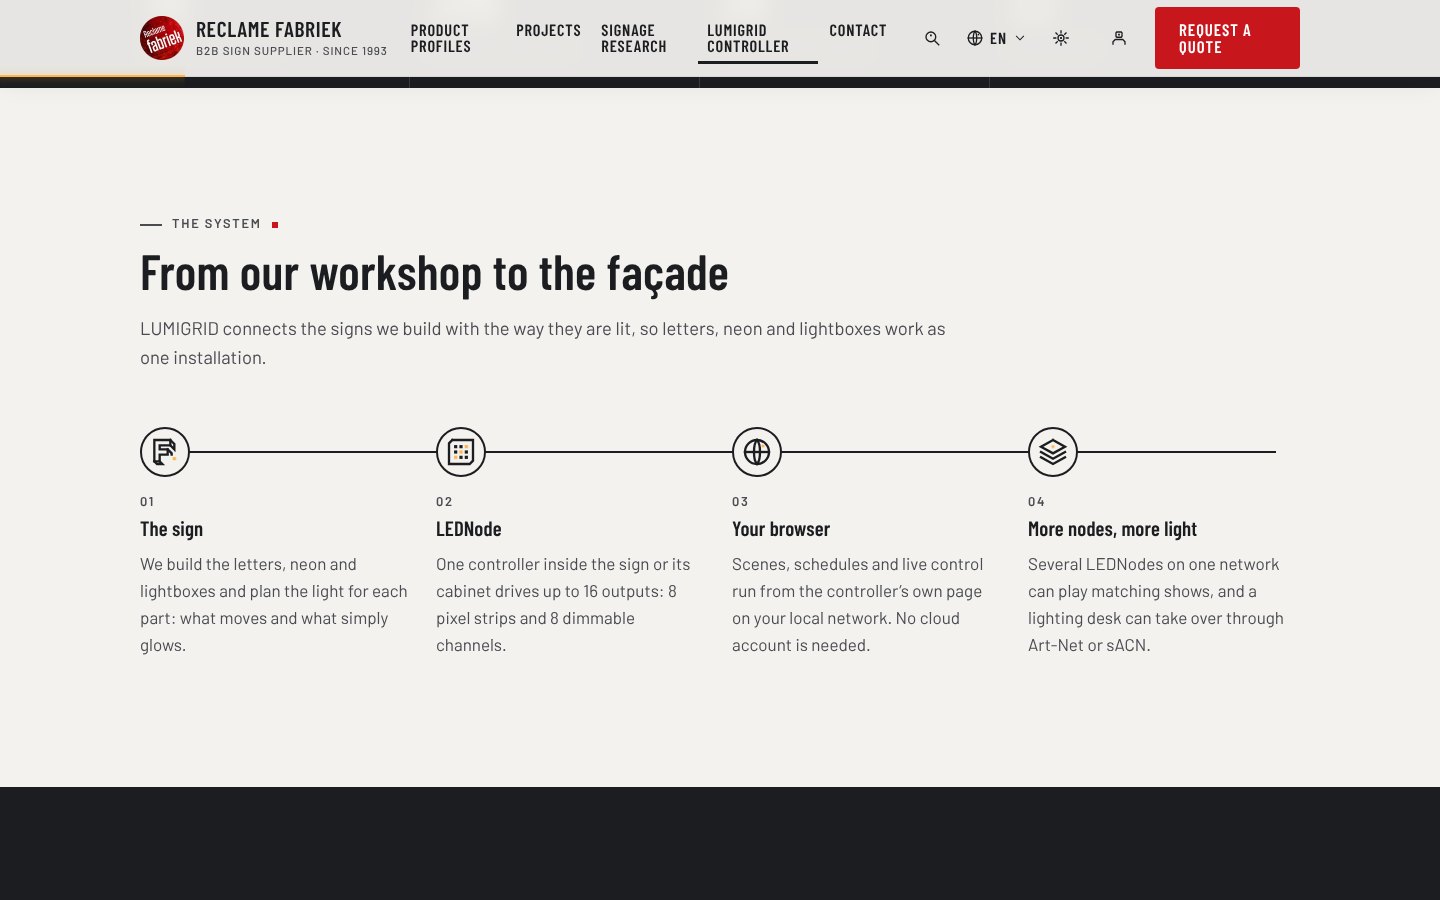 Reclame
fabriek
RECLAME FABRIEK
B2B SIGN SUPPLIER · SINCE 1993
PRODUCT
PROFILES
PROJECTS
SIGNAGE
RESEARCH
LUMIGRID
CONTROLLER
CONTACT
EN
REQUEST A
QUOTE
THE SYSTEM
From our workshop to the façade
LUMIGRID connects the signs we build with the way they are lit, so letters, neon and lightboxes work as
one installation.
01
The sign
We build the letters, neon and
lightboxes and plan the light for each
part: what moves and what simply
glows.
02
LEDNode
One controller inside the sign or its
cabinet drives up to 16 outputs: 8
pixel strips and 8 dimmable
channels.
03
Your browser
Scenes, schedules and live control
run from the controller’s own page
on your local network. No cloud
account is needed.
04
More nodes, more light
Several LEDNodes on one network
can play matching shows, and a
lighting desk can take over through
Art-Net or sACN.